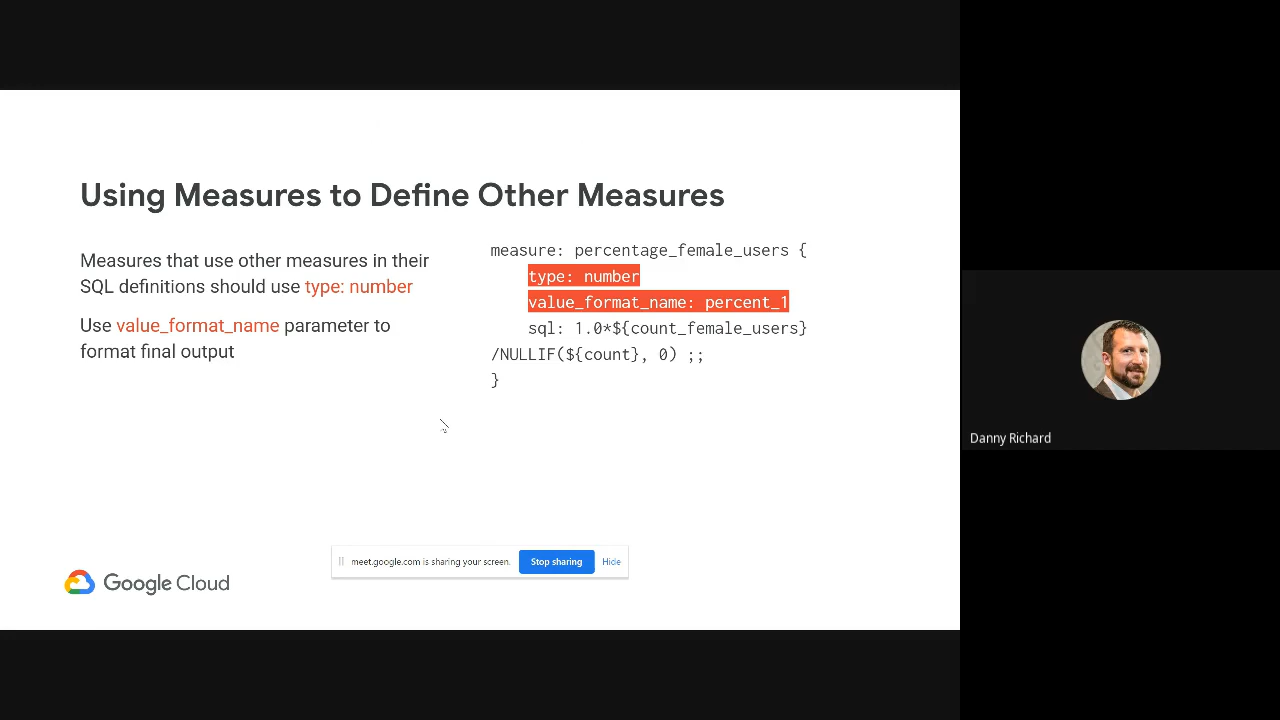 Using Measures to Define Other Measures
Measures that use other measures in their
SQL definitions should use type: number
Use value_format_name parameter to
format final output
measure: percentage_female_users {
type: number
value_format_name: percent_1
sql: 1.0*${count_female_users}
/NULLIF(${count}, 0) ;;
}
meet.google.com is sharing your screen. Stop sharing Hide
Google Cloud
Danny Richard